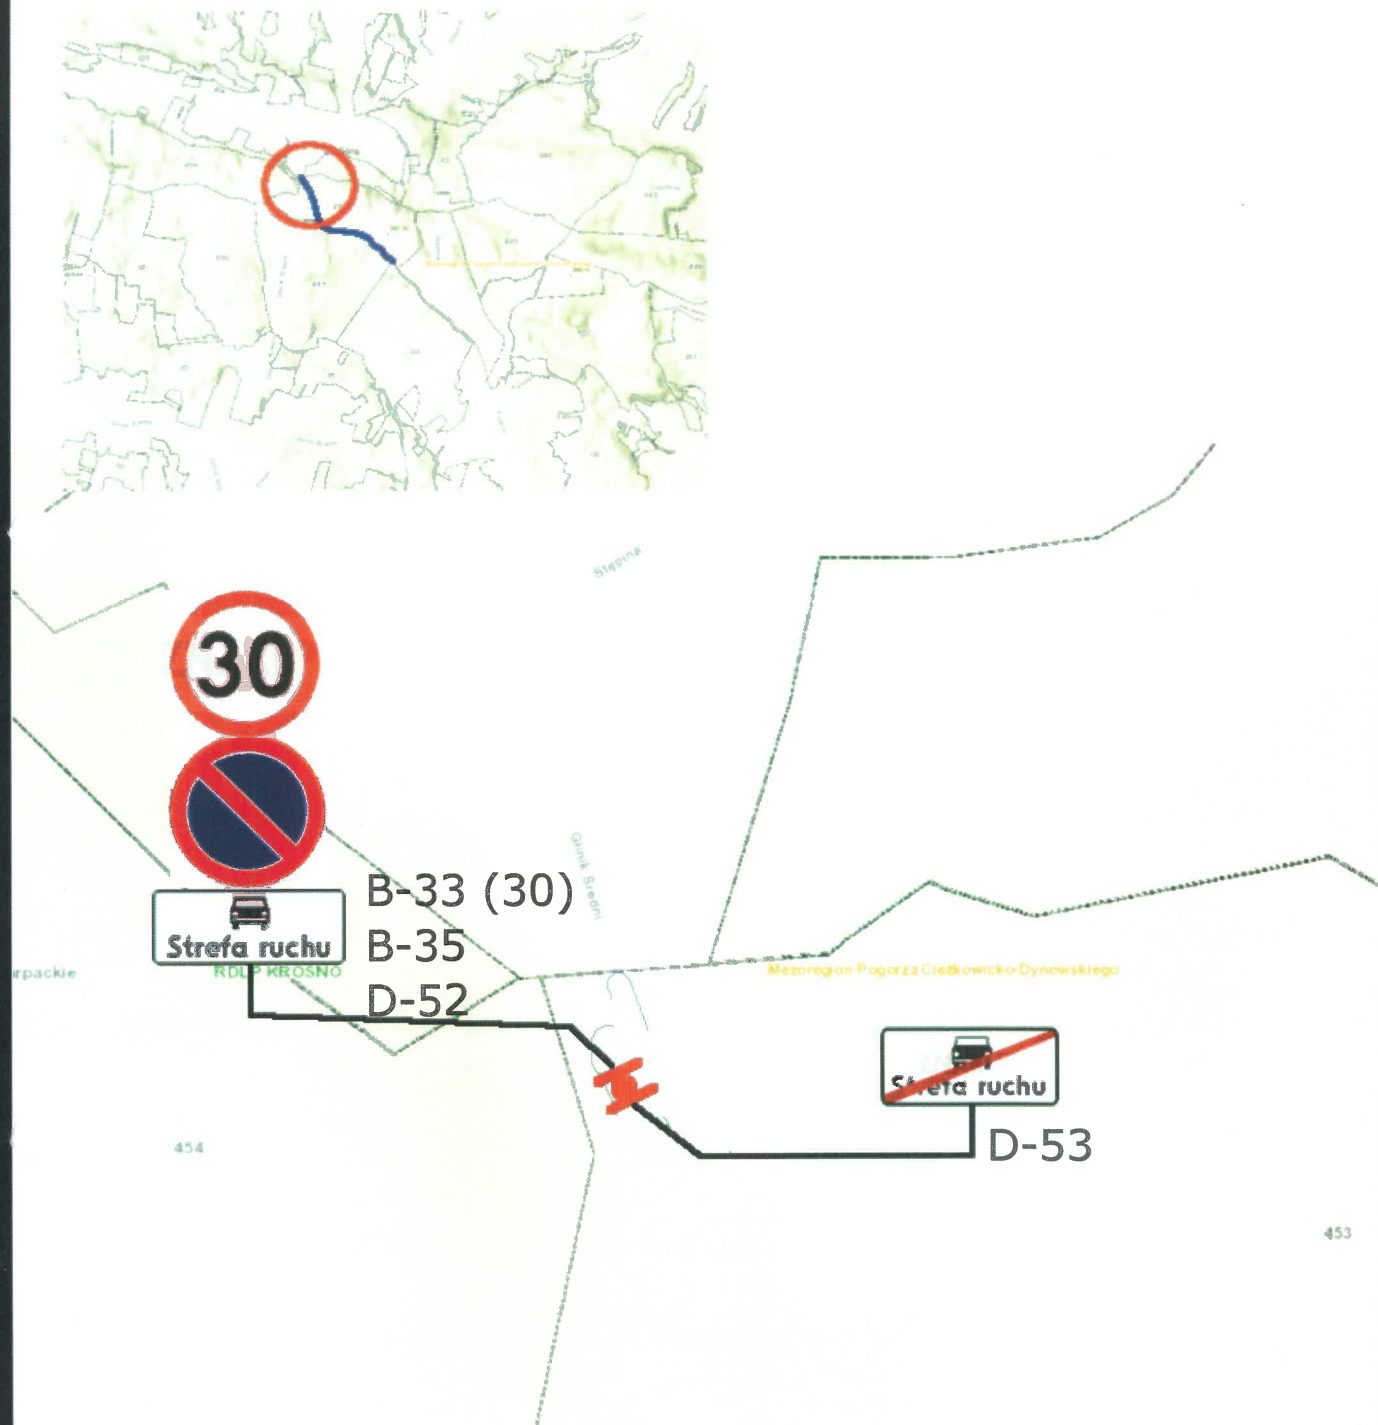 Stępina
30
Glinik Średni
B-33 (30)
Strefa ruchu
B-35
rpackie
RDLP KROSNO
Mezoregion Pogórza Ciężkowicko-Dynowskiego
D-52
Strefa ruchu
D-53
454
453